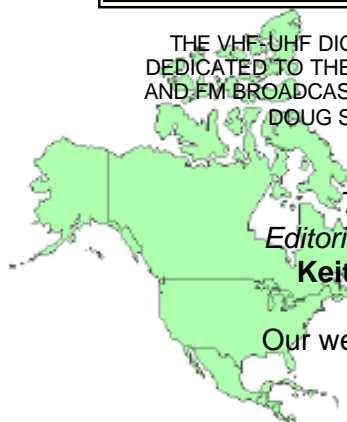 THE VHF-UHF DIG
DEDICATED TO THE
AND FM BROADCAS
DOUG S
Editori
Keit
Our we